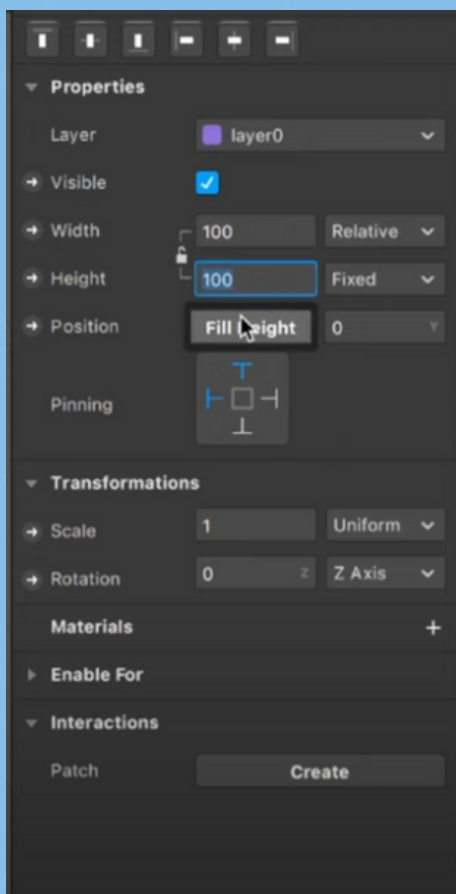 Properties
Layer layer0
Visible
Width 100 Relative
Height 100 Fixed
Position Fill Height 0 Y
Pinning
Transformations
Scale 1 Uniform
Rotation 0 Z Z Axis
Materials +
Enable For
Interactions
Patch Create